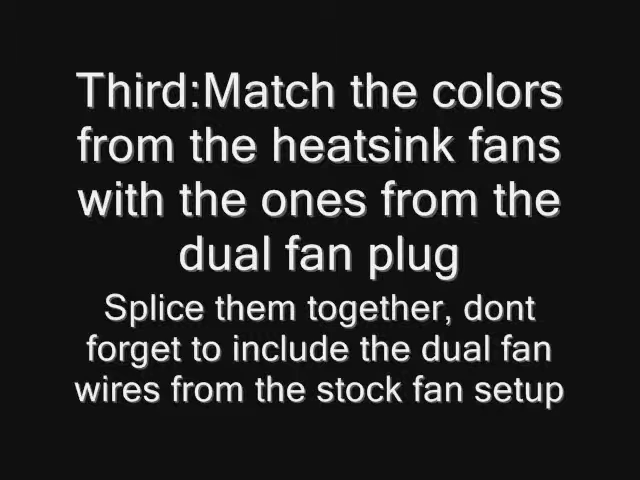 Third:Match the colors
from the heatsink fans
with the ones from the
dual fan plug
Splice them together, dont
forget to include the dual fan
wires from the stock fan setup